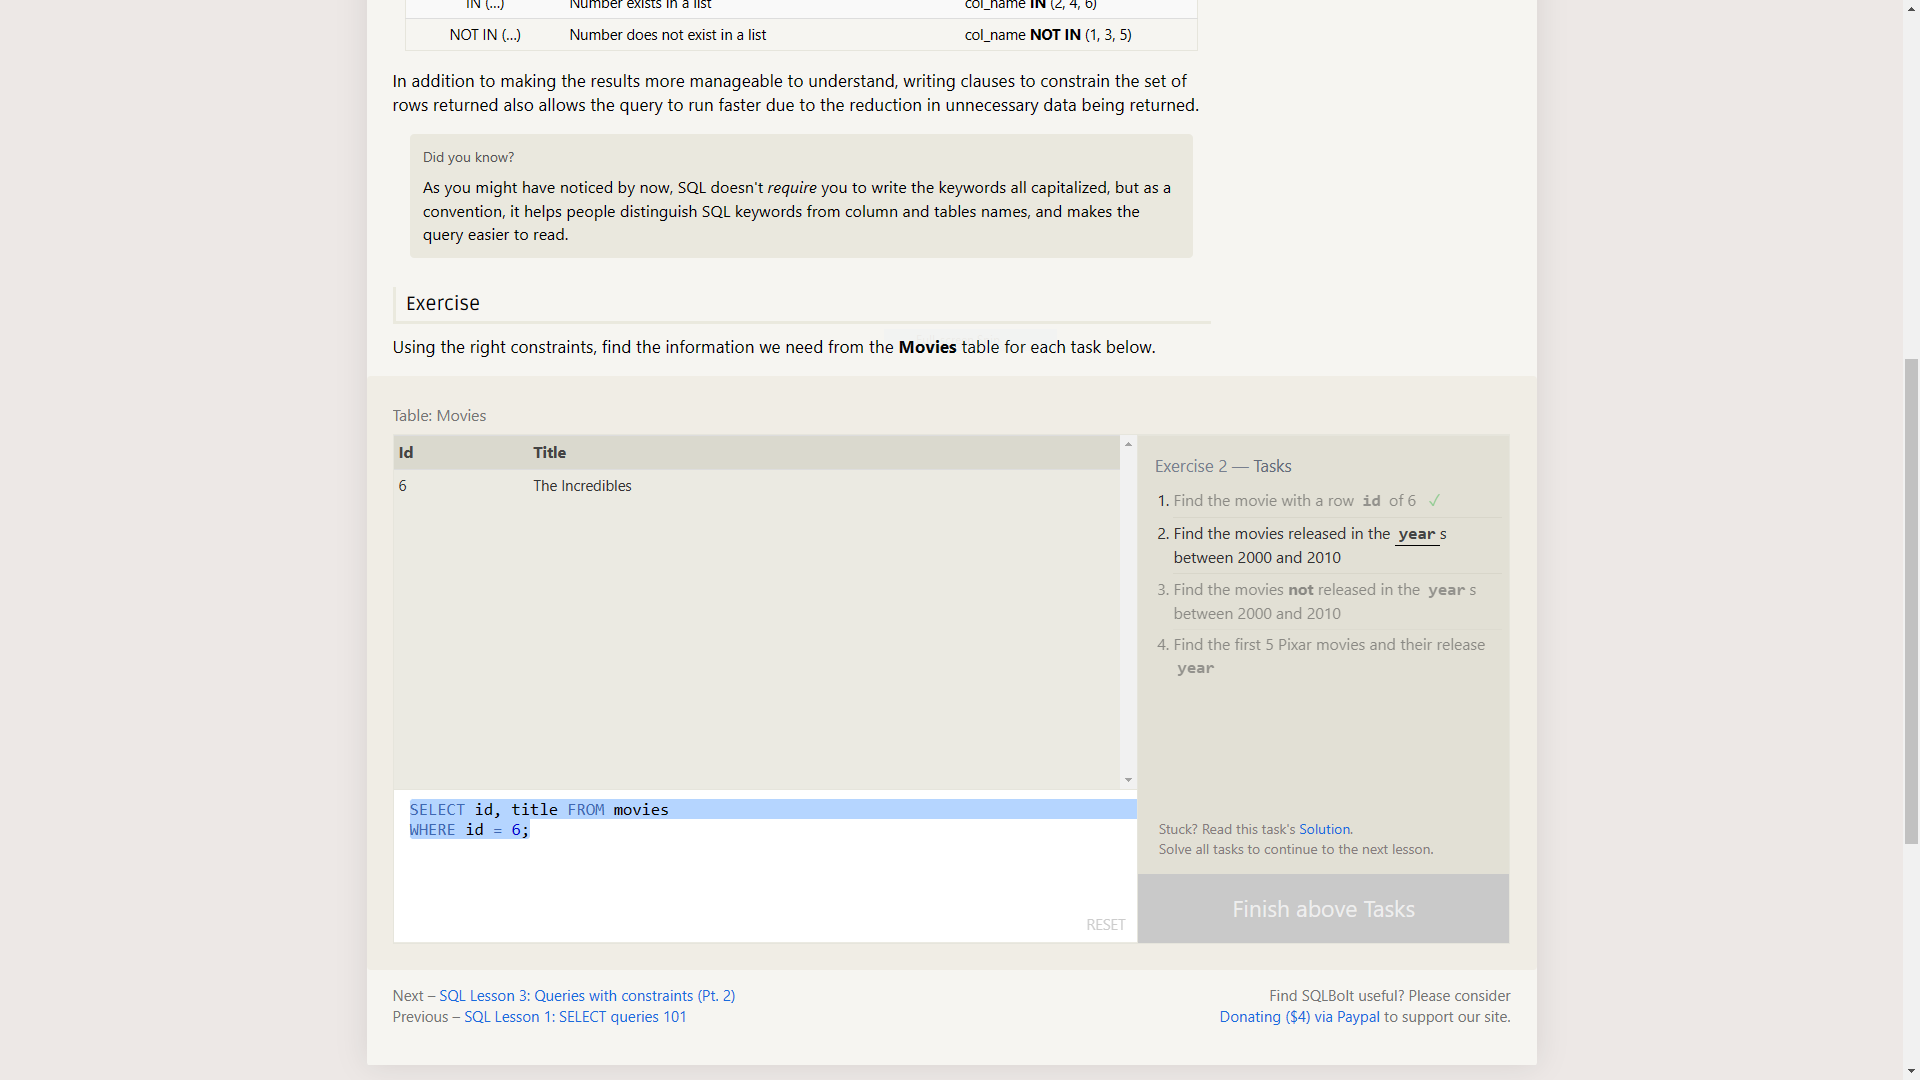 IN (...) Number exists in a list col_name IN (2, 4, 6)
NOT IN (...) Number does not exist in a list col_name NOT IN (1, 3, 5)
In addition to making the results more manageable to understand, writing clauses to constrain the set of
rows returned also allows the query to run faster due to the reduction in unnecessary data being returned.
Did you know?
As you might have noticed by now, SQL doesn't require you to write the keywords all capitalized, but as a
convention, it helps people distinguish SQL keywords from column and tables names, and makes the
query easier to read.
Exercise
Using the right constraints, find the information we need from the Movies table for each task below.
Table: Movies
Id Title
6 The Incredibles
SELECT id, title FROM movies
WHERE id = 6;
RESET
Exercise 2 — Tasks
1. Find the movie with a row id of 6 ✓
2. Find the movies released in the year s
between 2000 and 2010
3. Find the movies not released in the year s
between 2000 and 2010
4. Find the first 5 Pixar movies and their release
year
Stuck? Read this task's Solution.
Solve all tasks to continue to the next lesson.
Finish above Tasks
Next – SQL Lesson 3: Queries with constraints (Pt. 2)
Previous – SQL Lesson 1: SELECT queries 101
Find SQLBolt useful? Please consider
Donating ($4) via Paypal to support our site.